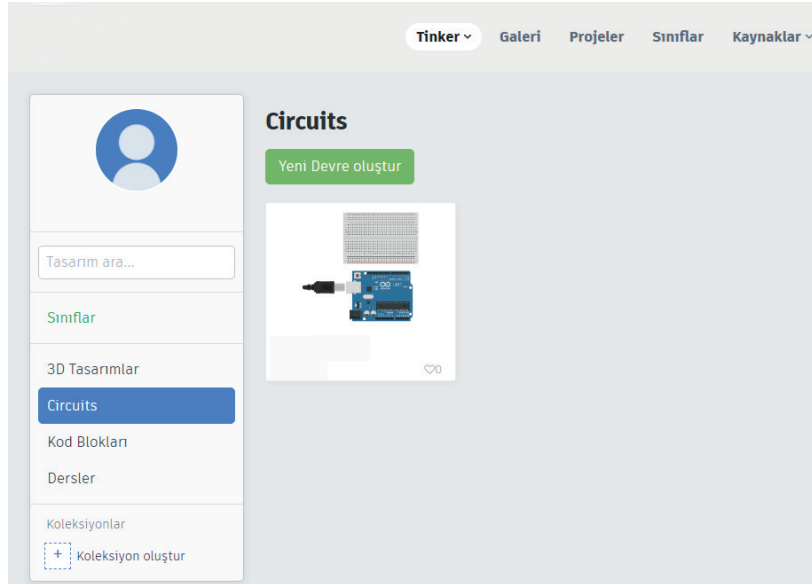 Tinker Galeri Projeler Sınıflar Kaynaklar
Circuits
Yeni Devre oluştur
Tasarım ara...
Sınıflar
3D Tasarımlar
Circuits
Kod Blokları
Dersler
Koleksiyonlar
+ Koleksiyon oluştur
0